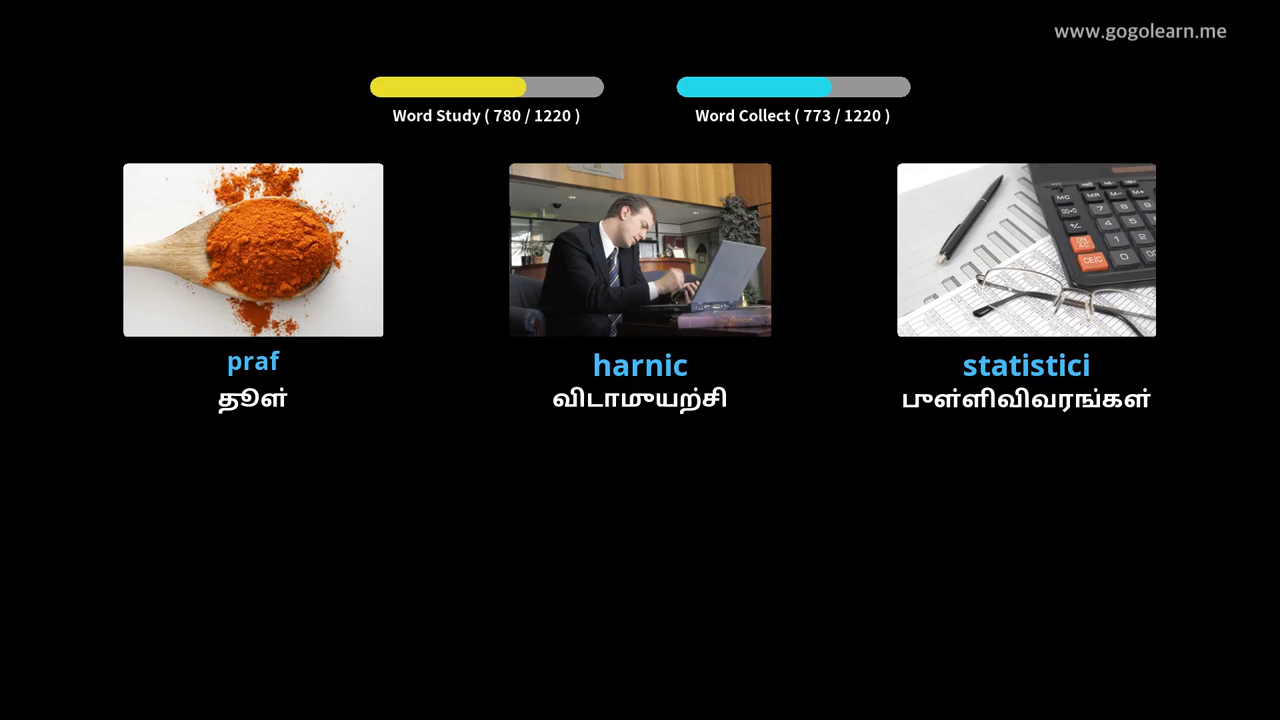 www.gogolearn.me
Word Study ( 780 / 1220 )
Word Collect ( 773 / 1220 )
praf
தூள்
harnic
விடாமுயற்சி
statistici
புள்ளிவிவரங்கள்